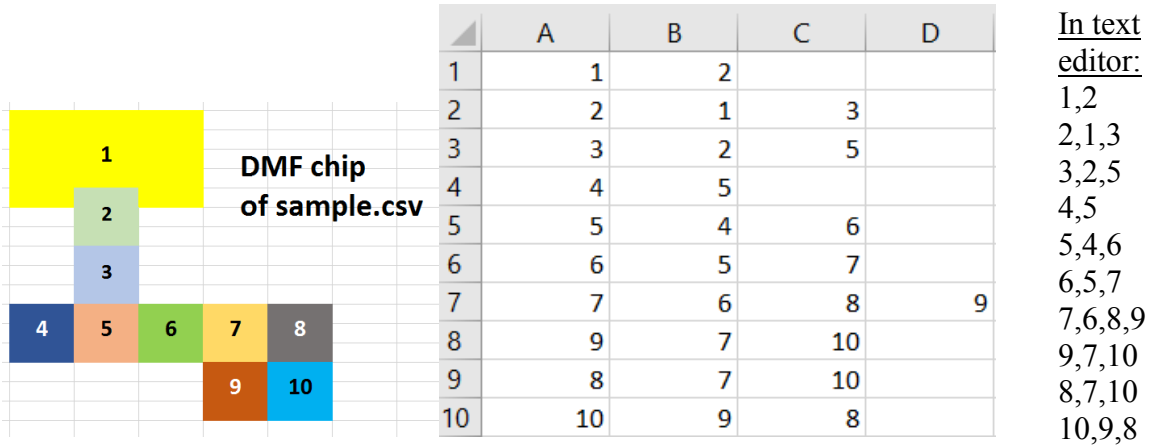 1
2
3
4 5 6 7 8
9 10
DMF chip
of sample.csv
A B C D
1 1 2
2 2 1 3
3 3 2 5
4 4 5
5 5 4 6
6 6 5 7
7 7 6 8 9
8 9 7 10
9 8 7 10
10 10 9 8
In text
editor:
1,2
2,1,3
3,2,5
4,5
5,4,6
6,5,7
7,6,8,9
9,7,10
8,7,10
10,9,8